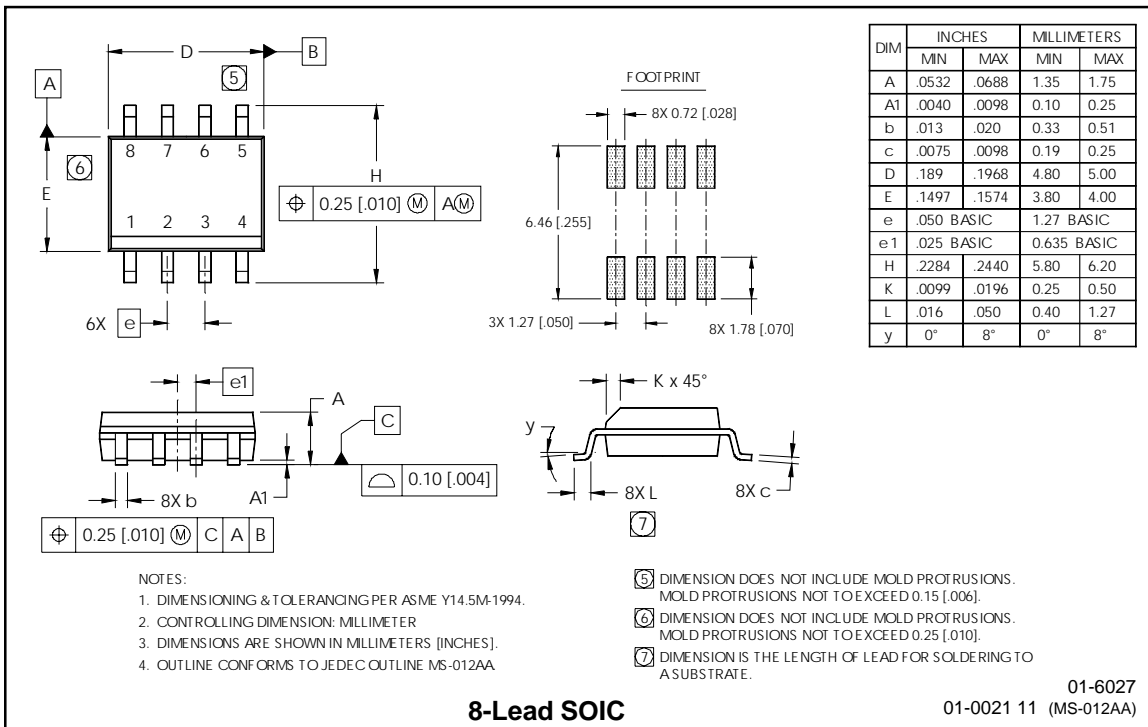 D
B
5
A
8 7 6 5
6
E
H
0.25 [.010] M A M
1 2 3 4
6X e
FOOTPRINT
8X 0.72 [.028]
6.46 [.255]
3X 1.27 [.050]
8X 1.78 [.070]
DIM INCHES MILLIMETERS
MIN MAX MIN MAX
A .0532 .0688 1.35 1.75
A1 .0040 .0098 0.10 0.25
b .013 .020 0.33 0.51
c .0075 .0098 0.19 0.25
D .189 .1968 4.80 5.00
E .1497 .1574 3.80 4.00
e .050 BASIC 1.27 BASIC
e1 .025 BASIC 0.635 BASIC
H .2284 .2440 5.80 6.20
K .0099 .0196 0.25 0.50
L .016 .050 0.40 1.27
y 0° 8° 0° 8°
e1
A
C
0.10 [.004]
8X b
A1
0.25 [.010] M C A B
K x 45°
y
8X L
7
8X c
NOTES:
1. DIMENSIONING & TOLERANCING PER ASME Y14.5M-1994.
2. CONTROLLING DIMENSION: MILLIMETER
3. DIMENSIONS ARE SHOWN IN MILLIMETERS [INCHES].
4. OUTLINE CONFORMS TO JEDEC OUTLINE MS-012AA.
5 DIMENSION DOES NOT INCLUDE MOLD PROTRUSIONS.
MOLD PROTRUSIONS NOT TO EXCEED 0.15 [.006].
6 DIMENSION DOES NOT INCLUDE MOLD PROTRUSIONS.
MOLD PROTRUSIONS NOT TO EXCEED 0.25 [.010].
7 DIMENSION IS THE LENGTH OF LEAD FOR SOLDERING TO
A SUBSTRATE.
8-Lead SOIC
01-6027
01-0021 11 (MS-012AA)